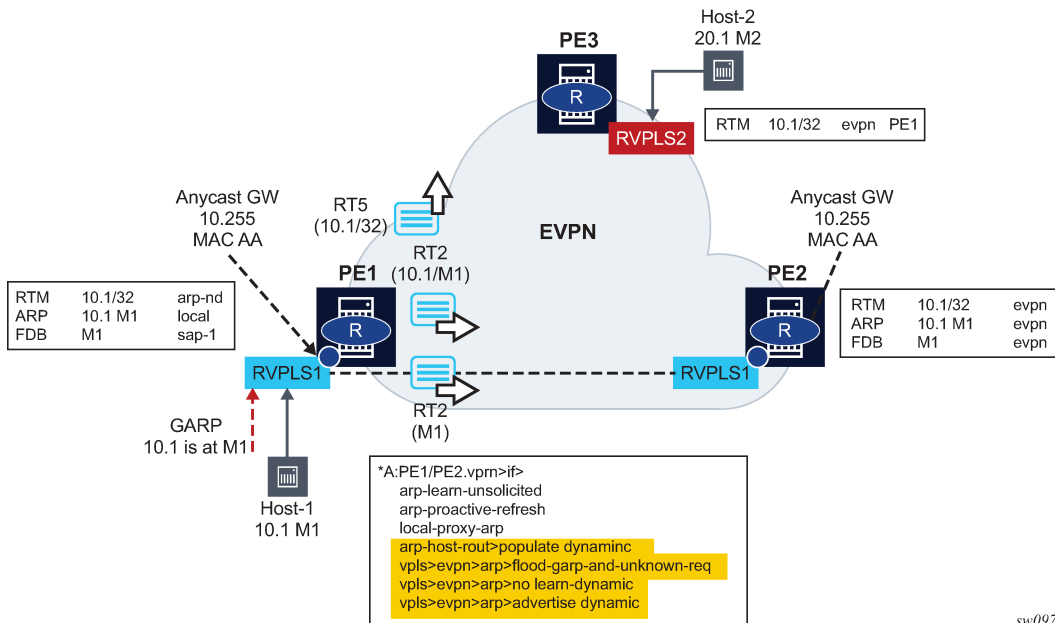 Host-2
20.1 M2
PE3
R
RVPLS2
RTM 10.1/32 evpn PE1
Anycast GW
10.255
MAC AA
RT5
(10.1/32)
EVPN
Anycast GW
10.255
MAC AA
RT2
(10.1/M1)
PE1
PE2
RTM 10.1/32 arp-nd
ARP 10.1 M1 local
FDB M1 sap-1
R
R
RTM 10.1/32 evpn
ARP 10.1 M1 evpn
FDB M1 evpn
RVPLS1
RVPLS1
RT2
(M1)
GARP
10.1 is at M1
Host-1
10.1 M1
*A:PE1/PE2.vprn>if>
arp-learn-unsolicited
arp-proactive-refresh
local-proxy-arp
arp-host-rout>populate dynaminc
vpls>evpn>arp>flood-garp-and-unknown-req
vpls>evpn>arp>no learn-dynamic
vpls>evpn>arp>advertise dynamic
sw097